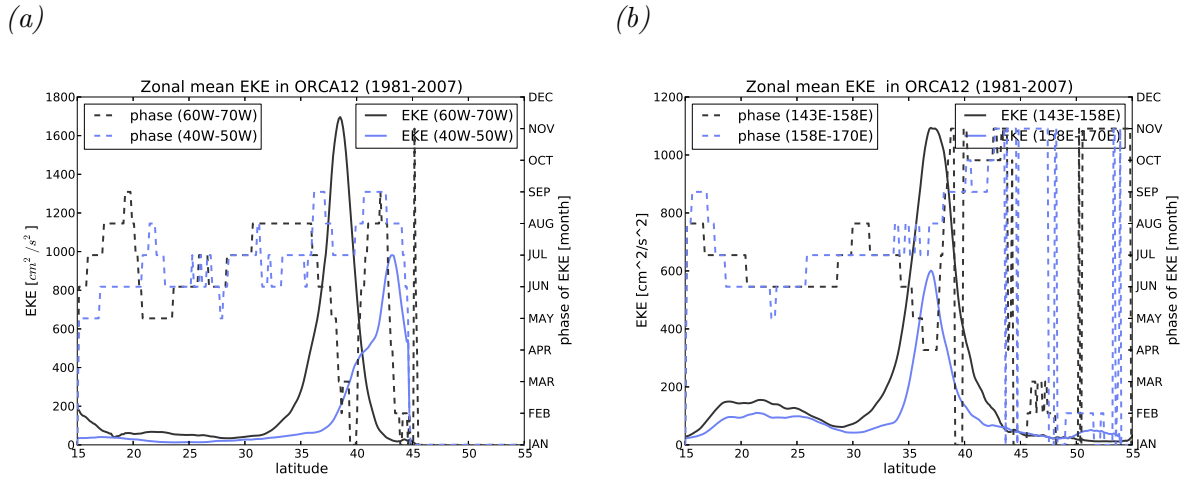 (a)
(b)
Zonal mean EKE in ORCA12 (1981-2007)
phase (60W-70W)
phase (40W-50W)
EKE (60W-70W)
EKE (40W-50W)
1800
1600
1400
1200
1000
800
600
400
200
0
EKE [cm² /s² ]
DEC
NOV
OCT
SEP
AUG
JUL
JUN
MAY
APR
MAR
FEB
JAN
phase of EKE [month]
15 20 25 30 35 40 45 50 55
latitude
Zonal mean EKE in ORCA12 (1981-2007)
phase (143E-158E)
phase (158E-170E)
EKE (143E-158E)
EKE (158E-170E)
1200
1000
800
600
400
200
0
EKE [cm^2/s^2]
DEC
NOV
OCT
SEP
AUG
JUL
JUN
MAY
APR
MAR
FEB
JAN
phase of EKE [month]
15 20 25 30 35 40 45 50 55
latitude